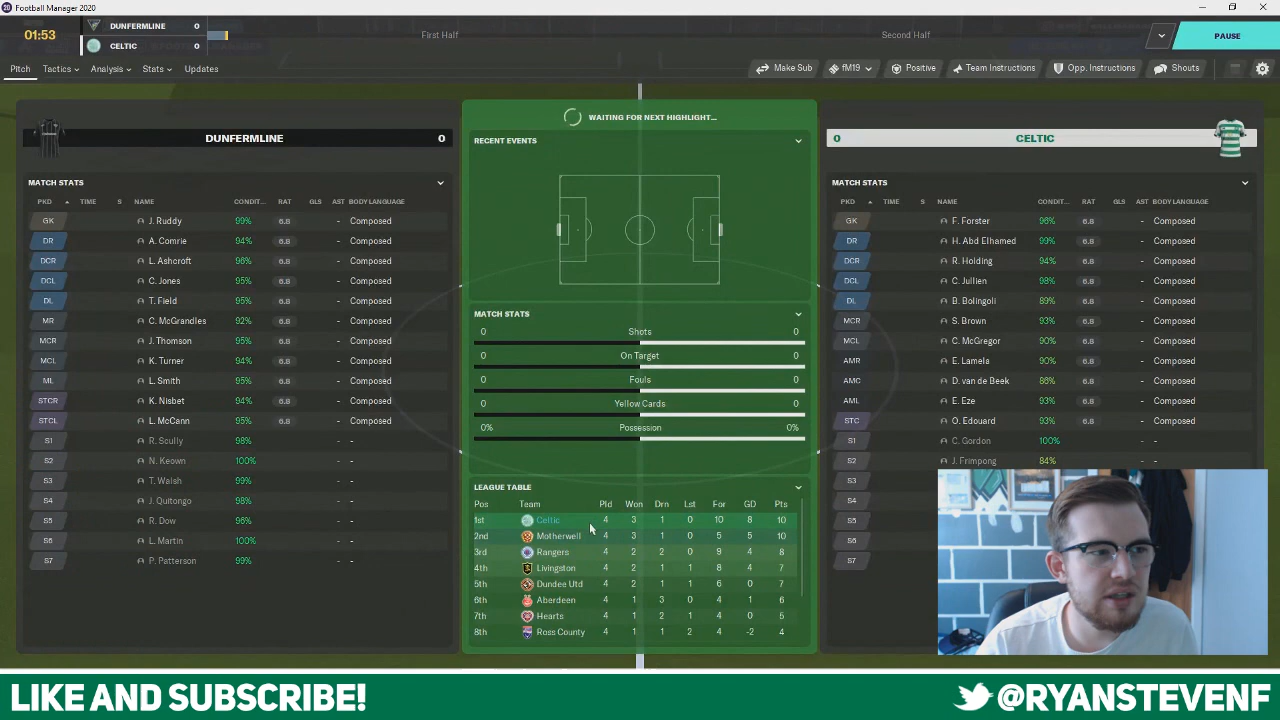 Football Manager 2020
01:53
DUNFERMLINE 0
CELTIC 0
First Half
Second Half
PAUSE
Pitch Tactics Analysis Stats Updates
Make Sub fM19 Positive Team Instructions Opp. Instructions Shouts
DUNFERMLINE 0
MATCH STATS
PKD TIME S NAME CONDIT... RAT GLS AST BODY LANGUAGE
GK J. Ruddy 99% 6.8 - Composed
DR A. Comrie 94% 6.8 - Composed
DCR L. Ashcroft 96% 6.8 - Composed
DCL C. Jones 95% 6.8 - Composed
DL T. Field 95% 6.8 - Composed
MR C. McGrandles 92% 6.8 - Composed
MCR J. Thomson 95% 6.8 - Composed
MCL K. Turner 94% 6.8 - Composed
ML L. Smith 95% 6.8 - Composed
STCR K. Nisbet 94% 6.8 - Composed
STCL L. McCann 95% 6.8 - Composed
S1 R. Scully 98% - -
S2 N. Keown 100% - -
S3 T. Walsh 99% - -
S4 J. Quitongo 98% - -
S5 R. Dow 96% - -
S6 L. Martin 100% - -
S7 P. Patterson 99% - -
WAITING FOR NEXT HIGHLIGHT...
RECENT EVENTS
MATCH STATS
0 Shots 0
0 On Target 0
0 Fouls 0
0 Yellow Cards 0
0% Possession 0%
LEAGUE TABLE
Pos Team Pld Won Drn Lst For GD Pts
1st Celtic 4 3 1 0 10 8 10
2nd Motherwell 4 3 1 0 5 5 10
3rd Rangers 4 2 2 0 9 4 8
4th Livingston 4 2 1 1 8 4 7
5th Dundee Utd 4 2 1 1 6 0 7
6th Aberdeen 4 1 3 0 4 1 6
7th Hearts 4 1 2 1 4 0 5
8th Ross County 4 1 1 2 4 -2 4
0 CELTIC
MATCH STATS
PKD TIME S NAME CONDIT... RAT GLS AST BODY LANGUAGE
GK F. Forster 96% 6.8 - Composed
DR H. Abd Elhamed 99% 6.8 - Composed
DCR R. Holding 94% 6.8 - Composed
DCL C. Jullien 98% 6.8 - Composed
DL B. Bolingoli 89% 6.8 - Composed
MCR S. Brown 93% 6.8 - Composed
MCL C. McGregor 90% 6.8 - Composed
AMR E. Lamela 90% 6.8 - Composed
AMC D. van de Beek 86% 6.8 - Composed
AML E. Eze 93% 6.8 - Composed
STC O. Edouard 93% 6.8 - Composed
S1 C. Gordon 100% - -
S2 J. Frimpong 84% - -
S3
S4
S5
S6
S7
LIKE AND SUBSCRIBE!
@RYANSTEVENF